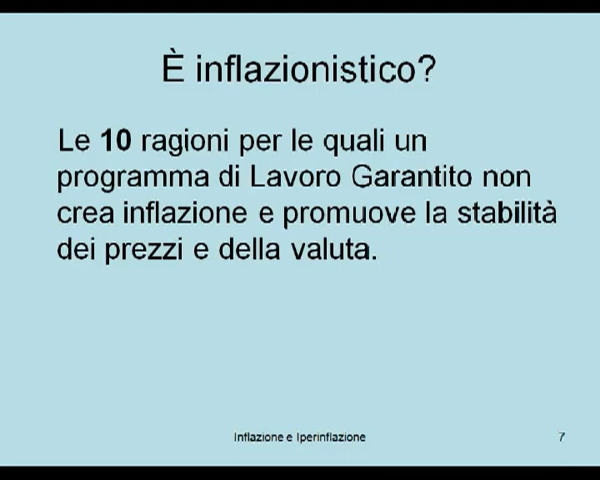 È inflazionistico?
Le 10 ragioni per le quali un
programma di Lavoro Garantito non
crea inflazione e promuove la stabilità
dei prezzi e della valuta.
Inflazione e Iperinflazione
7